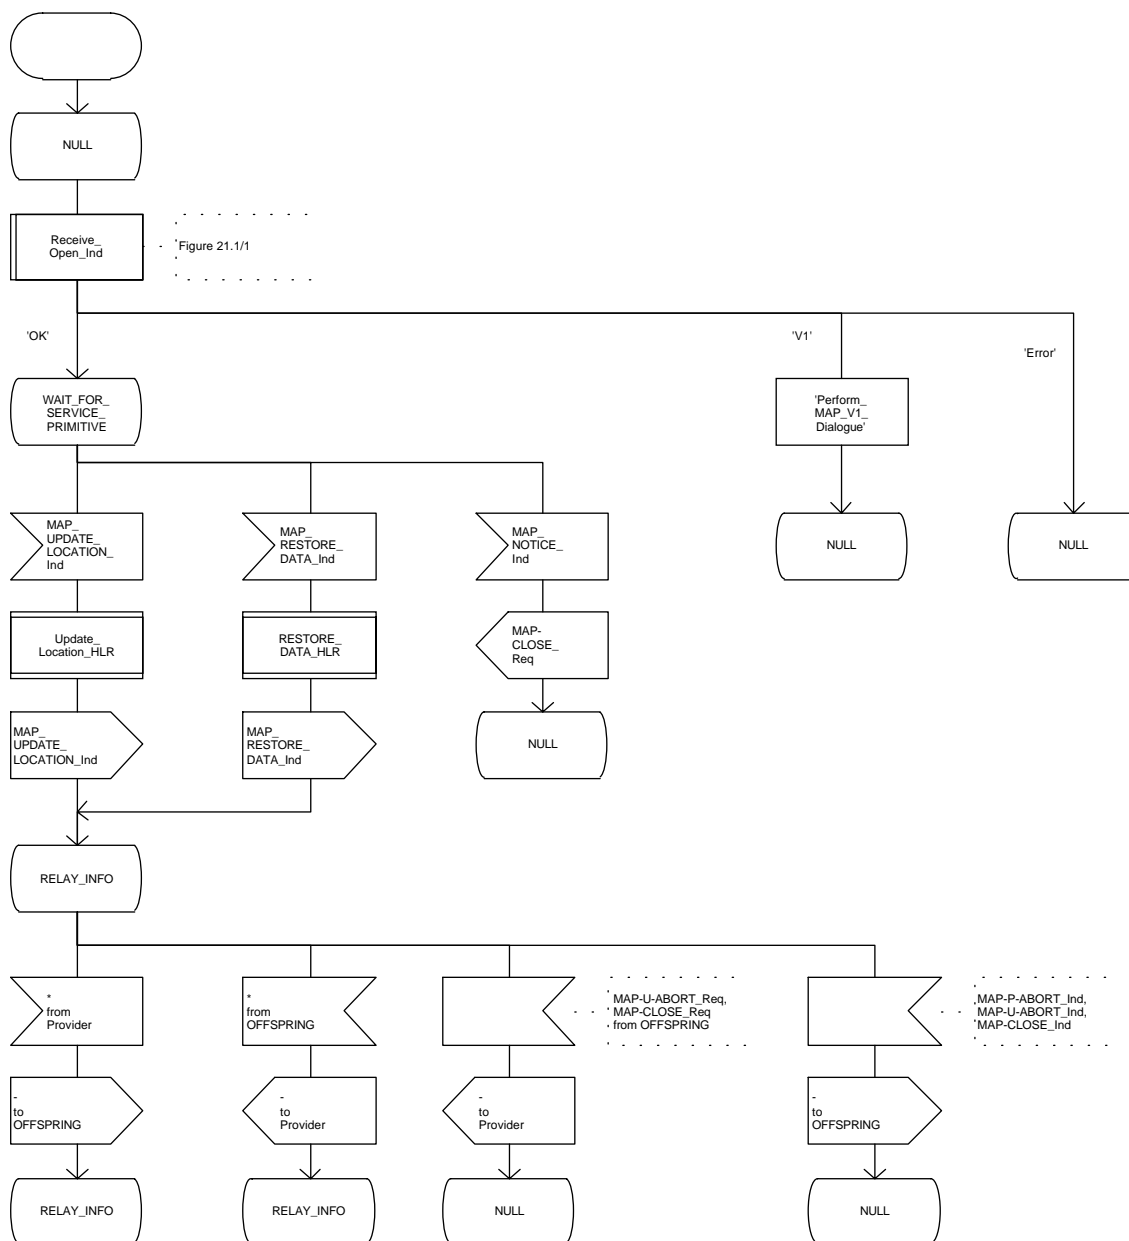 NULL
Receive_
Open_Ind
Figure 21.1/1
'OK'
'V1'
'Error'
WAIT_FOR_
SERVICE_
PRIMITIVE
'Perform_
MAP_V1_
Dialogue'
MAP_
UPDATE_
LOCATION_
Ind
MAP_
RESTORE_
DATA_Ind
MAP_
NOTICE_
Ind
NULL
NULL
Update_
Location_HLR
RESTORE_
DATA_HLR
MAP-
CLOSE_
Req
MAP_
UPDATE_
LOCATION_Ind
MAP_
RESTORE_
DATA_Ind
NULL
RELAY_INFO
*
from
Provider
*
from
OFFSPRING
MAP-U-ABORT_Req,
MAP-CLOSE_Req
from OFFSPRING
MAP-P-ABORT_Ind,
MAP-U-ABORT_Ind,
MAP-CLOSE_Ind
-
to
OFFSPRING
-
to
Provider
-
to
Provider
-
to
OFFSPRING
RELAY_INFO
RELAY_INFO
NULL
NULL